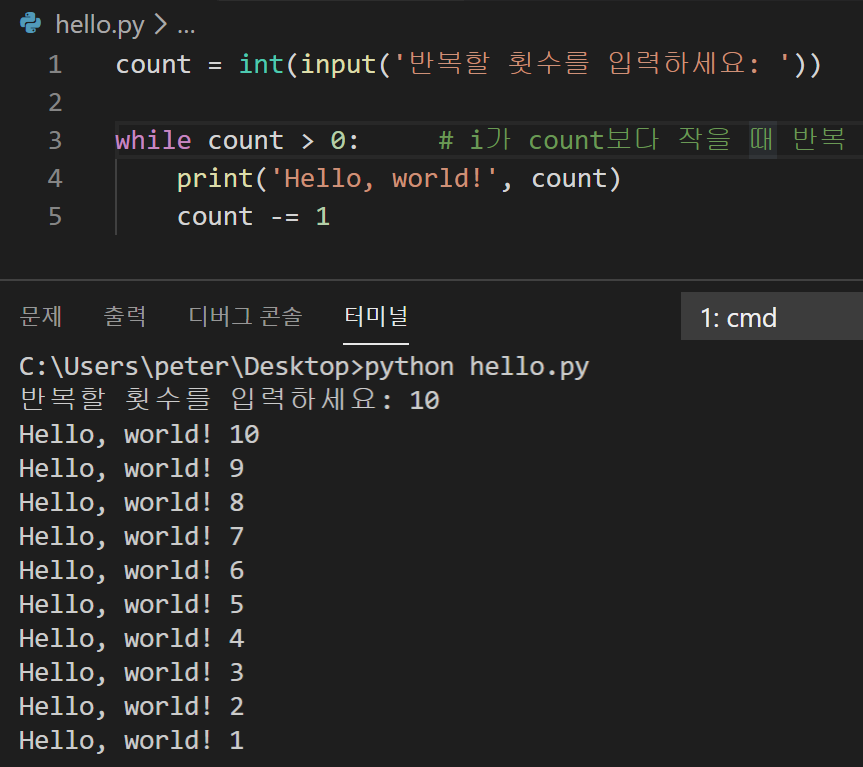 hello.py > ...
1 count = int(input('반복할 횟수를 입력하세요: '))
2
3 while count > 0:     # i가 count보다 작을 때 반복
4     print('Hello, world!', count)
5     count -= 1
문제 출력 디버그 콘솔 터미널 1: cmd
C:\Users\peter\Desktop>python hello.py
반복할 횟수를 입력하세요: 10
Hello, world! 10
Hello, world! 9
Hello, world! 8
Hello, world! 7
Hello, world! 6
Hello, world! 5
Hello, world! 4
Hello, world! 3
Hello, world! 2
Hello, world! 1